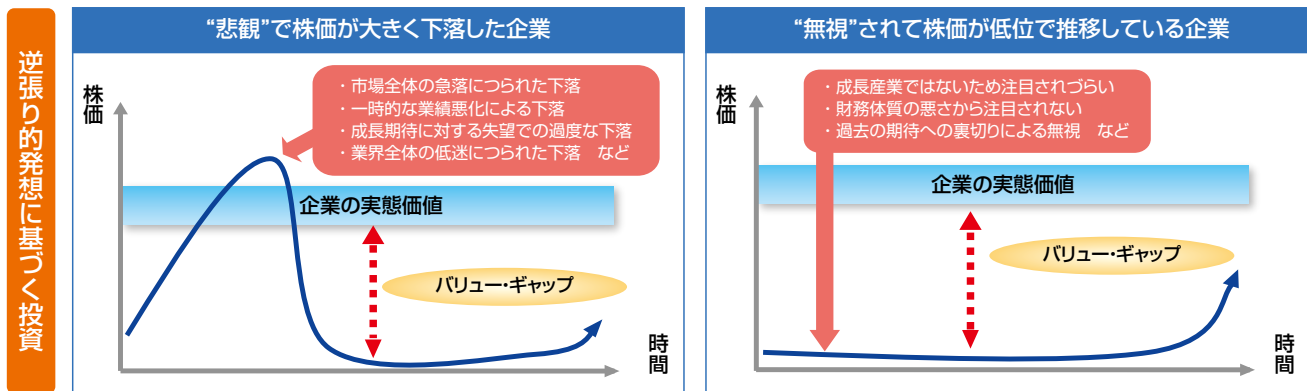 逆張り的発想に基づく投資
“悲観”で株価が大きく下落した企業
株価
・市場全体の急落につられた下落
・一時的な業績悪化による下落
・成長期待に対する失望での過度な下落
・業界全体の低迷につられた下落　など
企業の実態価値
バリュー・ギャップ
時間
“無視”されて株価が低位で推移している企業
株価
・成長産業ではないため注目されづらい
・財務体質の悪さから注目されない
・過去の期待への裏切りによる無視　など
企業の実態価値
バリュー・ギャップ
時間